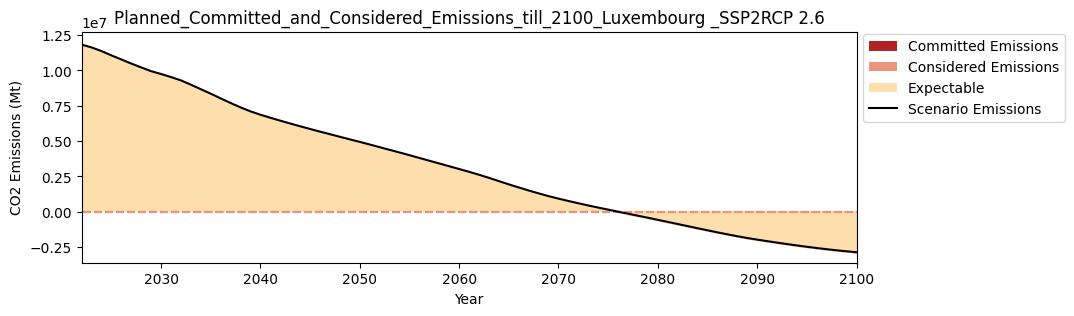 Planned_Committed_and_Considered_Emissions_till_2100_Luxembourg _SSP2RCP 2.6
1e7
1.25
1.00
0.75
0.50
0.25
0.00
−0.25
CO2 Emissions (Mt)
2030 2040 2050 2060 2070 2080 2090 2100
Year
Committed Emissions
Considered Emissions
Expectable
Scenario Emissions